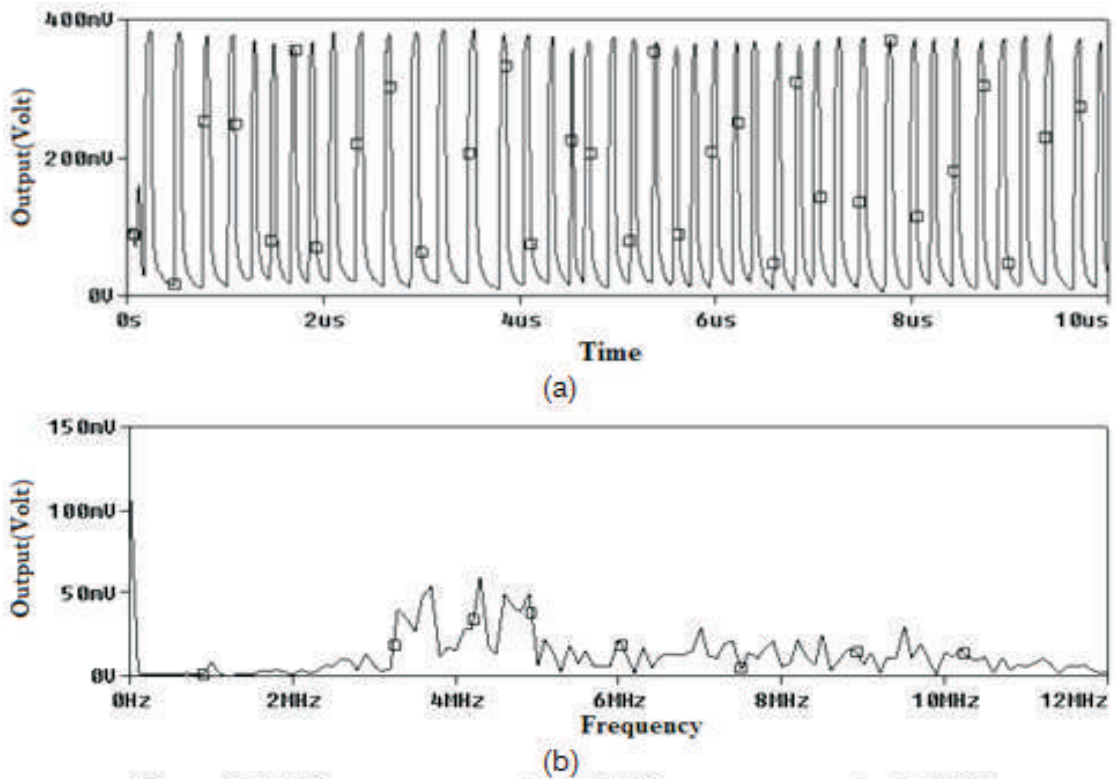 400mV
200mV
0V
Output(Volt)
0s 2us 4us 6us 8us 10us
Time
(a)
150mV
100mV
50mV
0V
Output(Volt)
0Hz 2MHz 4MHz 6MHz 8MHz 10MHz 12MHz
Frequency
(b)